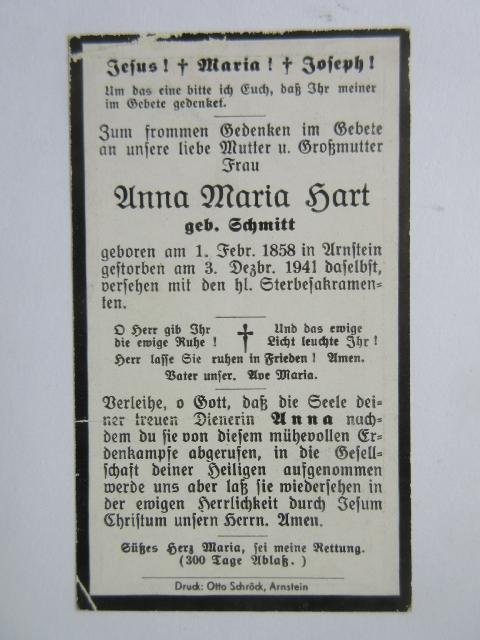 Jesus! † Maria! † Joseph!
Um das eine bitte ich Euch, daß Ihr meiner
im Gebete gedenket.
Zum frommen Gedenken im Gebete
an unsere liebe Mutter u. Großmutter
Frau
Anna Maria Hart
geb. Schmitt
geboren am 1. Febr. 1858 in Arnstein
gestorben am 3. Dezbr. 1941 daselbst,
versehen mit den hl. Sterbesakramen-
ten.
O Herr gib Ihr † Und das ewige
die ewige Ruhe! Licht leuchte Ihr!
Herr lasse Sie ruhen in Frieden! Amen.
Vater unser. Ave Maria.
Verleihe, o Gott, daß die Seele dei-
ner treuen Dienerin Anna nach-
dem du sie von diesem mühevollen Er-
denkampfe abgerufen, in die Gesell-
schaft deiner Heiligen aufgenommen
werde uns aber laß sie wiedersehen in
der ewigen Herrlichkeit durch Jesum
Christum unsern Herrn. Amen.
Süßes Herz Maria, sei meine Rettung.
(300 Tage Ablaß.)
Druck: Otto Schröck, Arnstein